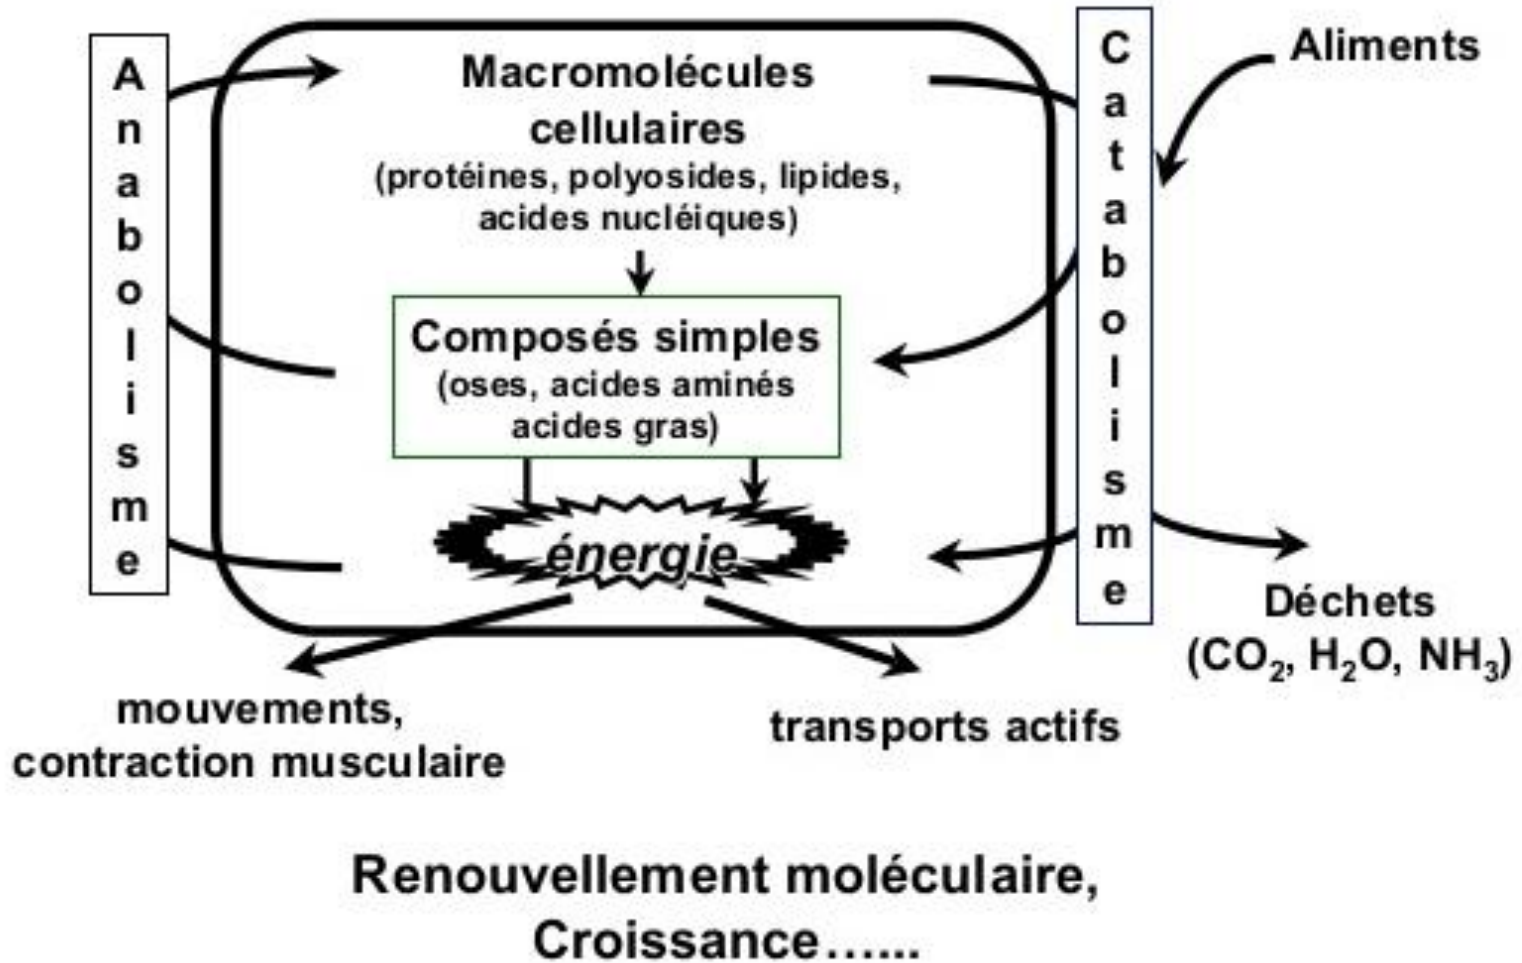 Anabolisme
Macromolécules
cellulaires
(protéines, polyosides, lipides,
acides nucléiques)
Composés simples
(oses, acides aminés
acides gras)
énergie
Catabolisme
Aliments
Déchets
(CO₂, H₂O, NH₃)
mouvements,
contraction musculaire
transports actifs
Renouvellement moléculaire,
Croissance…...